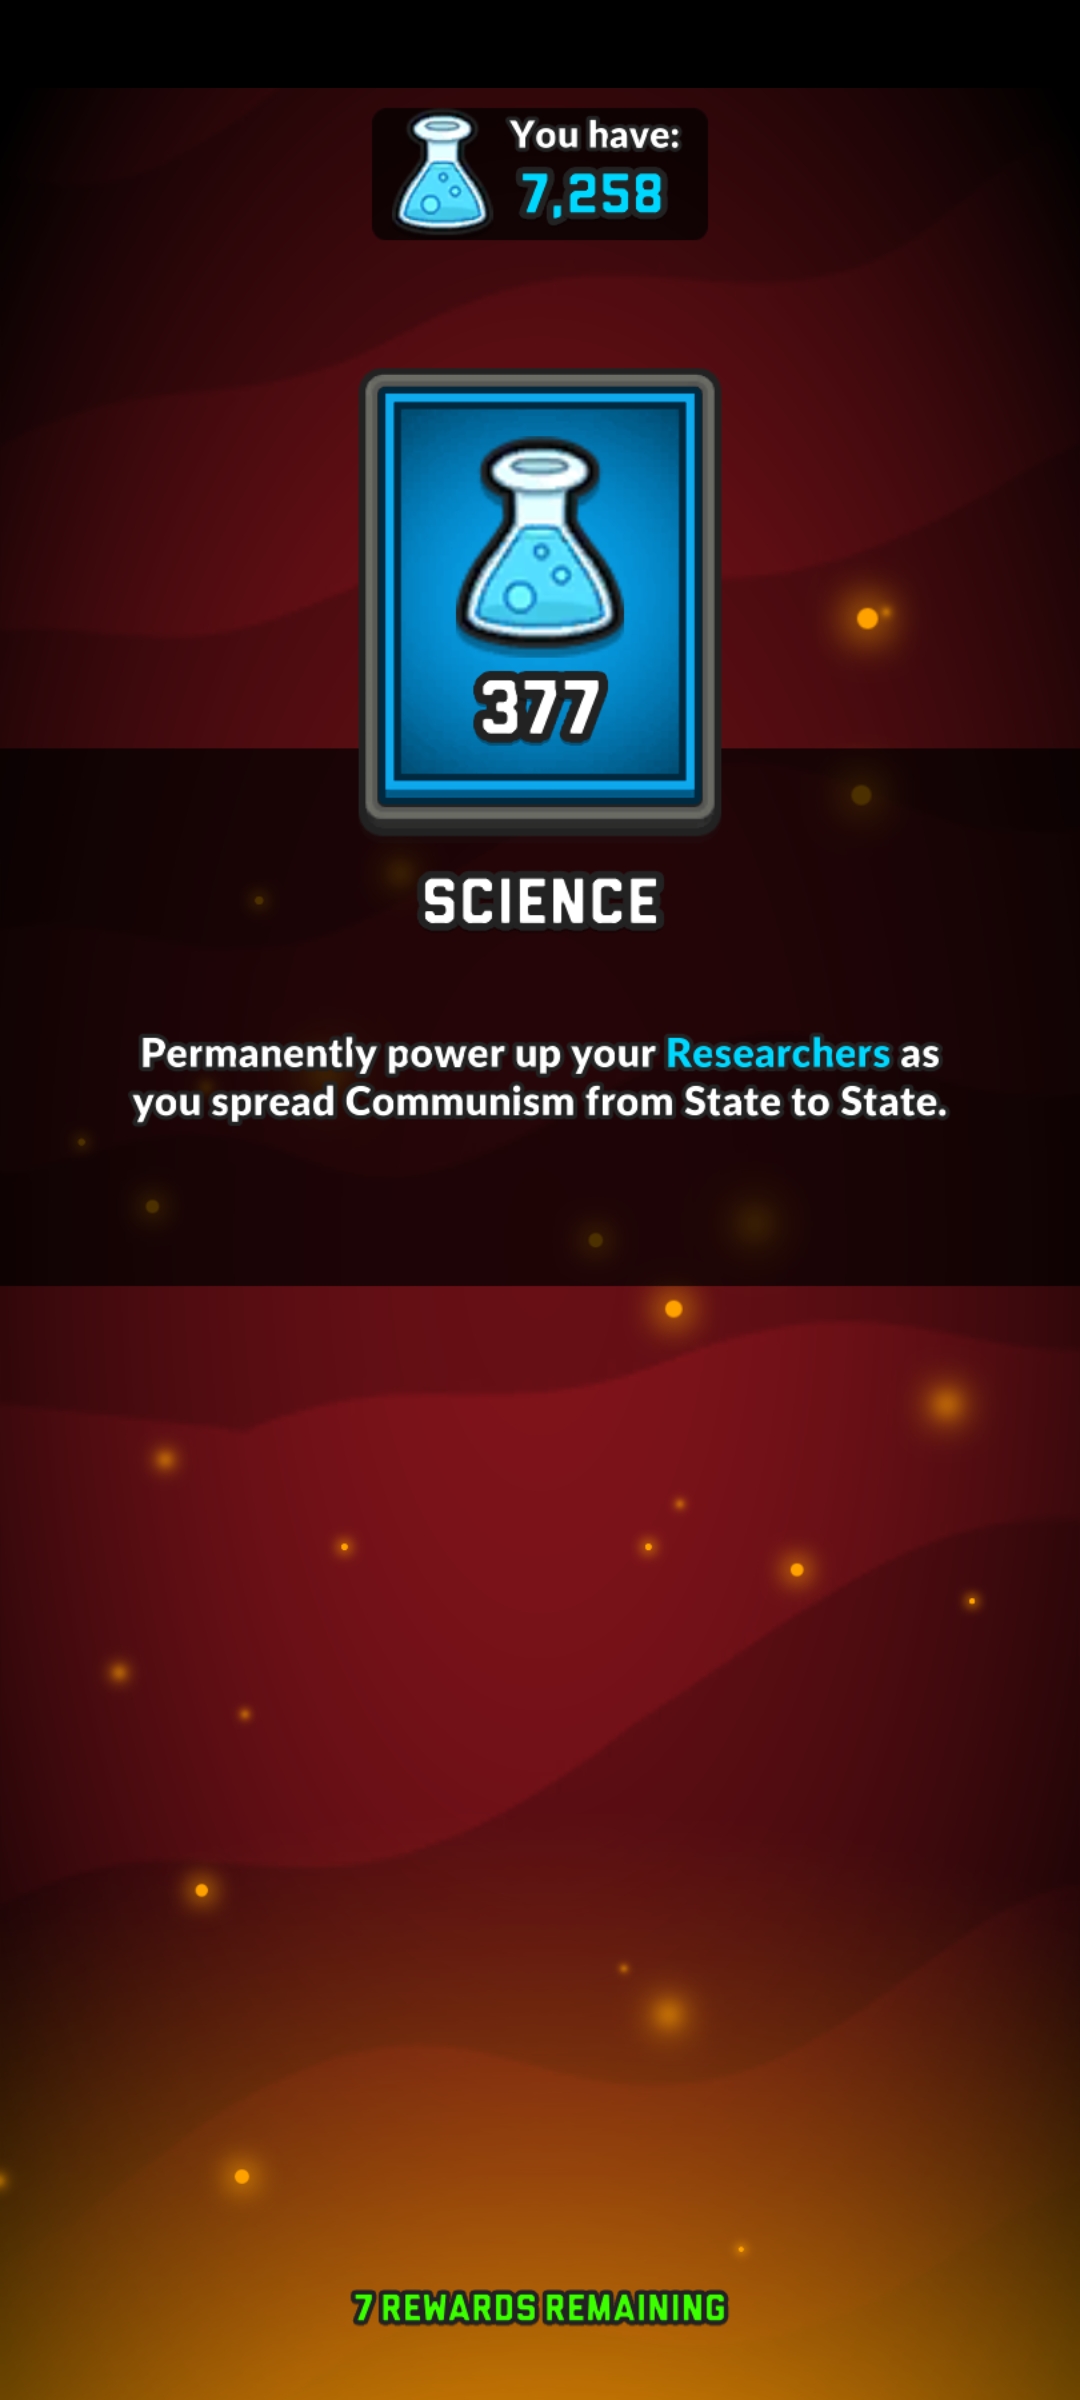 You have:
7,258
377
SCIENCE
Permanently power up your Researchers as
you spread Communism from State to State.
7 REWARDS REMAINING